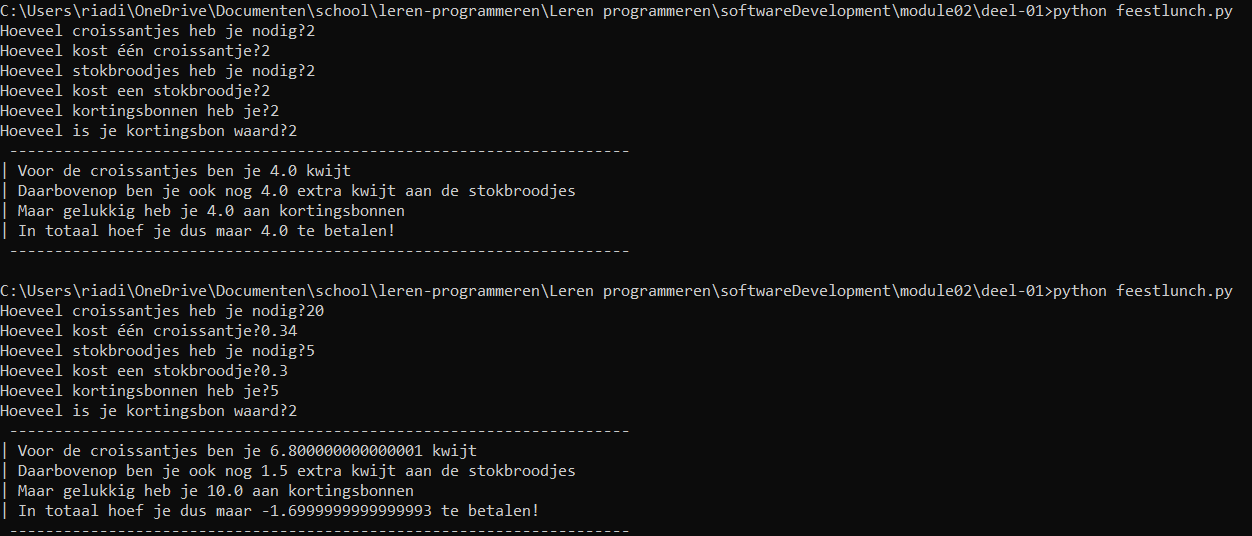 C:\Users\riadi\OneDrive\Documenten\school\leren-programmeren\Leren programmeren\softwareDevelopment\module02\deel-01>python feestlunch.py
Hoeveel croissantjes heb je nodig?2
Hoeveel kost één croissantje?2
Hoeveel stokbroodjes heb je nodig?2
Hoeveel kost een stokbroodje?2
Hoeveel kortingsbonnen heb je?2
Hoeveel is je kortingsbon waard?2
 ---------------------------------------------------------------------
| Voor de croissantjes ben je 4.0 kwijt
| Daarbovenop ben je ook nog 4.0 extra kwijt aan de stokbroodjes
| Maar gelukkig heb je 4.0 aan kortingsbonnen
| In totaal hoef je dus maar 4.0 te betalen!
 ---------------------------------------------------------------------
C:\Users\riadi\OneDrive\Documenten\school\leren-programmeren\Leren programmeren\softwareDevelopment\module02\deel-01>python feestlunch.py
Hoeveel croissantjes heb je nodig?20
Hoeveel kost één croissantje?0.34
Hoeveel stokbroodjes heb je nodig?5
Hoeveel kost een stokbroodje?0.3
Hoeveel kortingsbonnen heb je?5
Hoeveel is je kortingsbon waard?2
 ---------------------------------------------------------------------
| Voor de croissantjes ben je 6.800000000000001 kwijt
| Daarbovenop ben je ook nog 1.5 extra kwijt aan de stokbroodjes
| Maar gelukkig heb je 10.0 aan kortingsbonnen
| In totaal hoef je dus maar -1.6999999999999993 te betalen!
 ---------------------------------------------------------------------